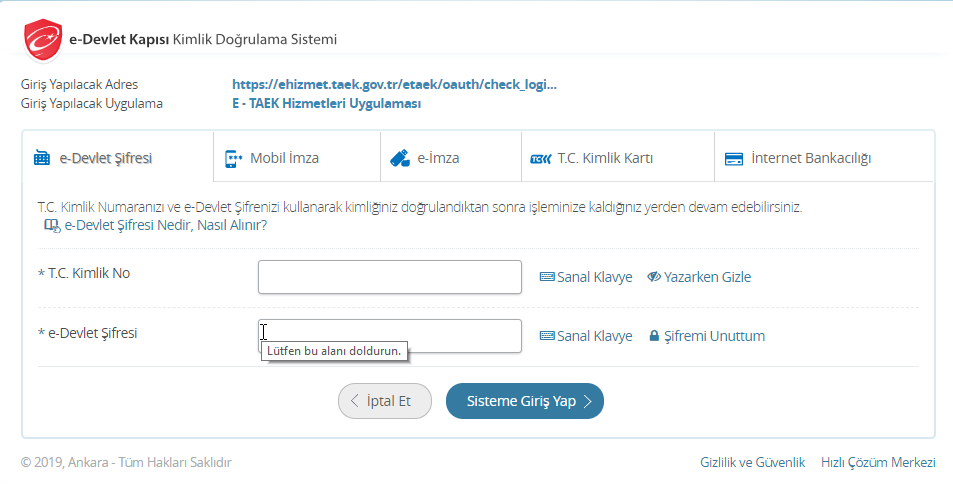 e-Devlet Kapısı Kimlik Doğrulama Sistemi
Giriş Yapılacak Adres https://ehizmet.taek.gov.tr/etaek/oauth/check_logi...
Giriş Yapılacak Uygulama E - TAEK Hizmetleri Uygulaması
e-Devlet Şifresi Mobil İmza e-İmza T.C. Kimlik Kartı İnternet Bankacılığı
T.C. Kimlik Numaranızı ve e-Devlet Şifrenizi kullanarak kimliğiniz doğrulandıktan sonra işleminize kaldığınız yerden devam edebilirsiniz.
e-Devlet Şifresi Nedir, Nasıl Alınır?
* T.C. Kimlik No Sanal Klavye Yazarken Gizle
* e-Devlet Şifresi Sanal Klavye Şifremi Unuttum
Lütfen bu alanı doldurun.
İptal Et Sisteme Giriş Yap
© 2019, Ankara - Tüm Hakları Saklıdır Gizlilik ve Güvenlik Hızlı Çözüm Merkezi